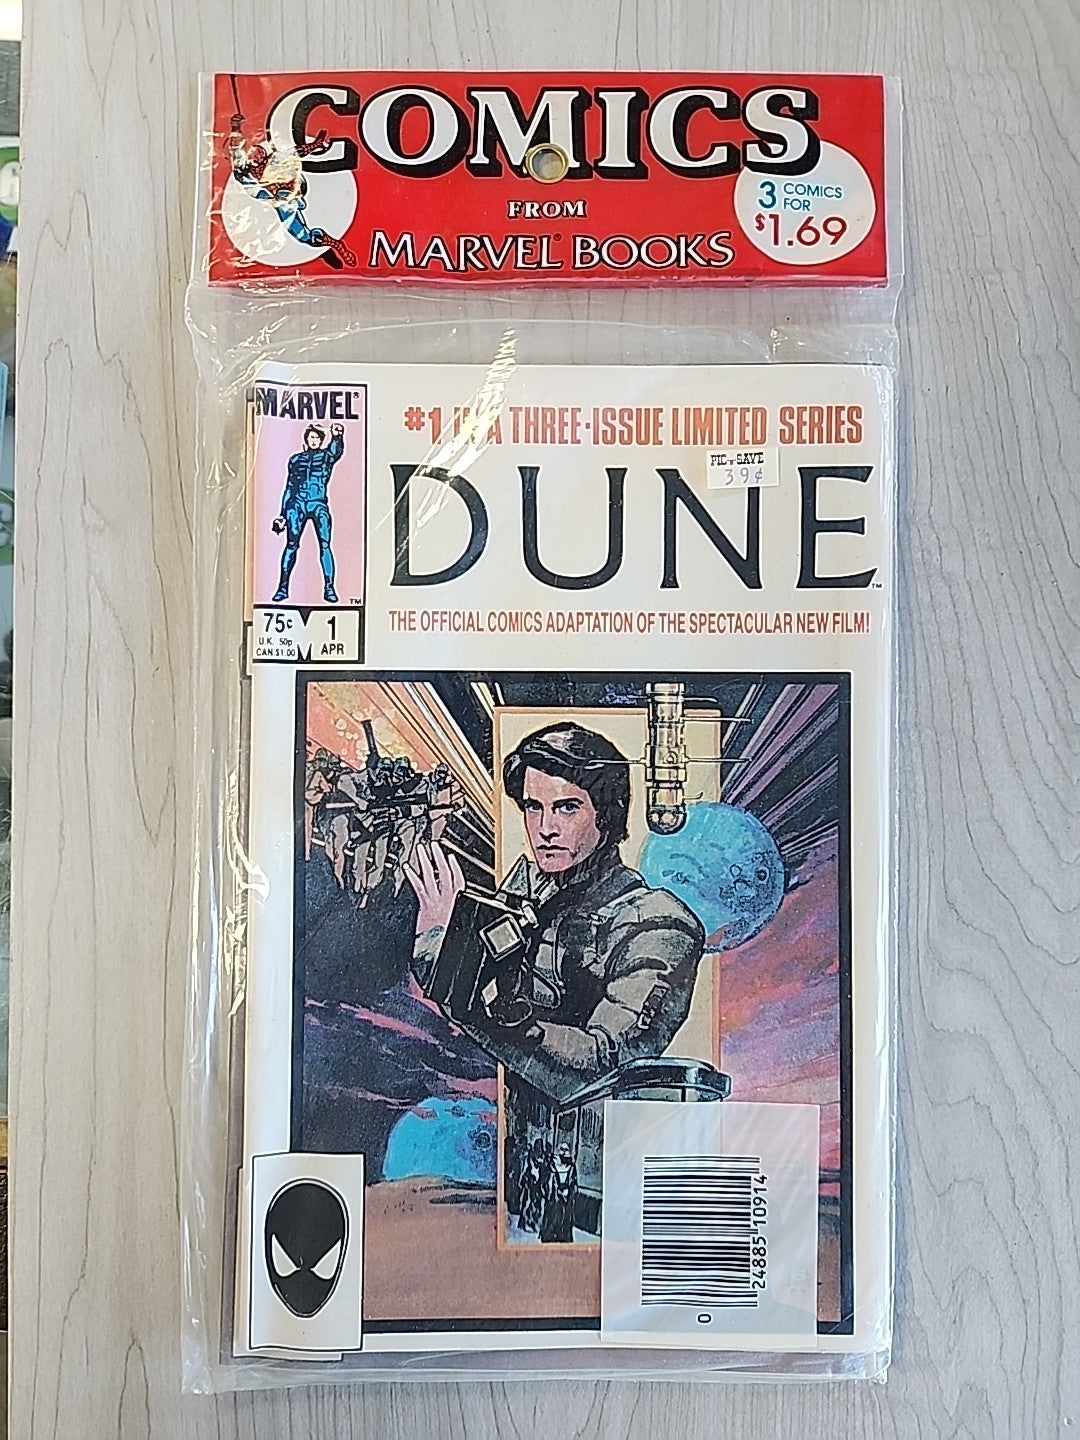 COMICS
FROM
MARVEL® BOOKS
3 COMICS
FOR
$1.69
MARVEL®
#1 IN A THREE-ISSUE LIMITED SERIES
PIC 'N' SAVE
39¢
DUNE™
TM
75¢
U.K. 50p
CAN. $1.00
1
APR
THE OFFICIAL COMICS ADAPTATION OF THE SPECTACULAR NEW FILM!
24885 10914
0